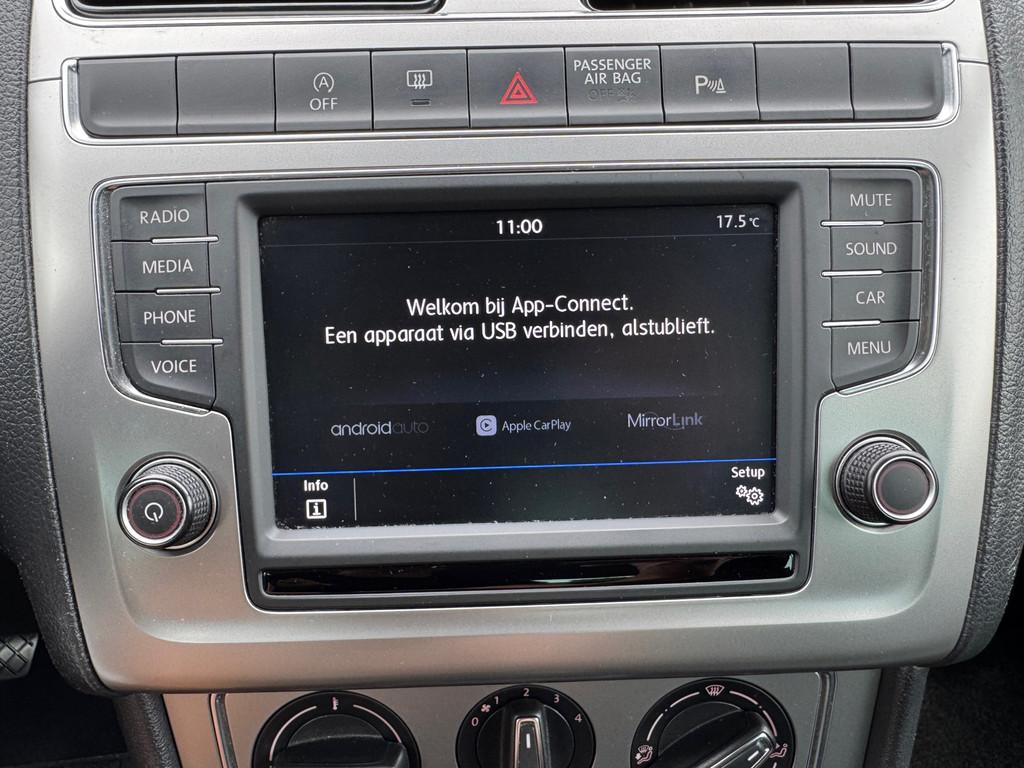 A
OFF
PASSENGER
AIR BAG
OFF
P
RADIO
MEDIA
PHONE
VOICE
11:00
17.5 °C
Welkom bij App-Connect.
Een apparaat via USB verbinden, alstublieft.
androidauto
Apple CarPlay
MirrorLink
Info
i
Setup
MUTE
SOUND
CAR
MENU
0 1 2 3 4